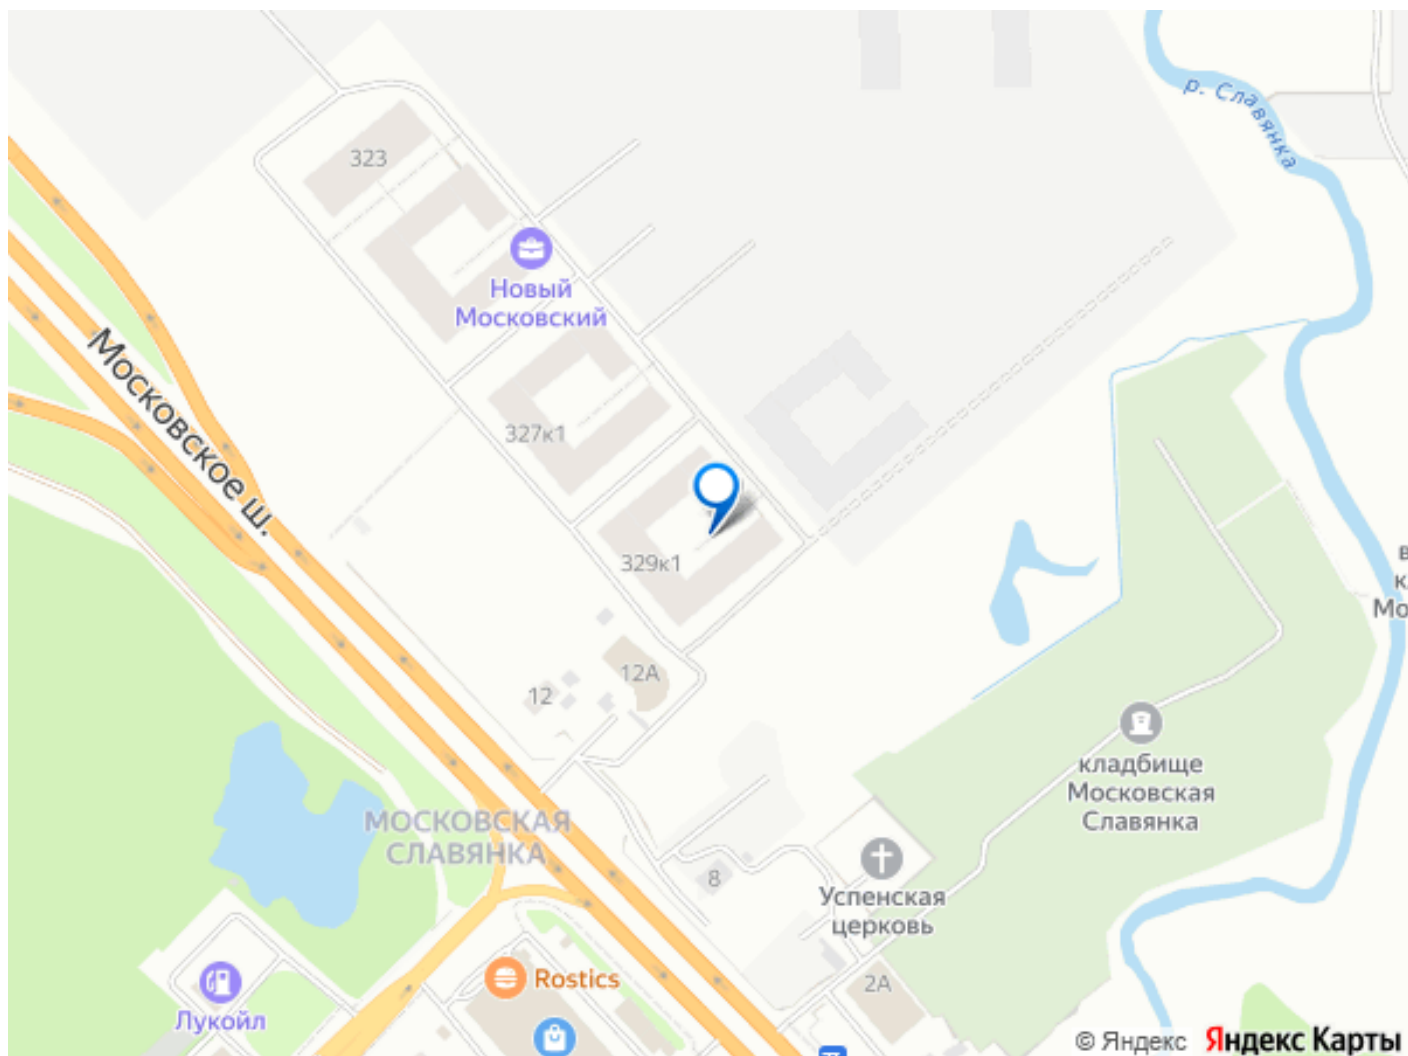 р. Славянка
323
Новый
Московский
Московское ш.
327к1
329к1
12А
12
кладбище
Московская
Славянка
МОСКОВСКАЯ
СЛАВЯНКА
8
Успенская
церковь
Rostics
2А
Лукойл
© Яндекс Яндекс Карты